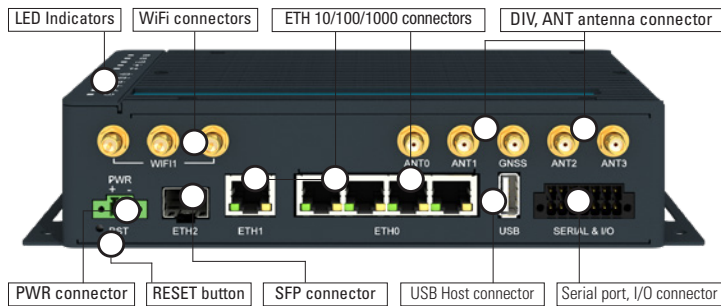 LED Indicators
WiFi connectors
ETH 10/100/1000 connectors
DIV, ANT antenna connector
WIFI1
ANT0
ANT1
GNSS
ANT2
ANT3
PWR
+ -
RST
ETH2
ETH1
ETH0
USB
SERIAL & I/O
PWR connector
RESET button
SFP connector
USB Host connector
Serial port, I/O connector